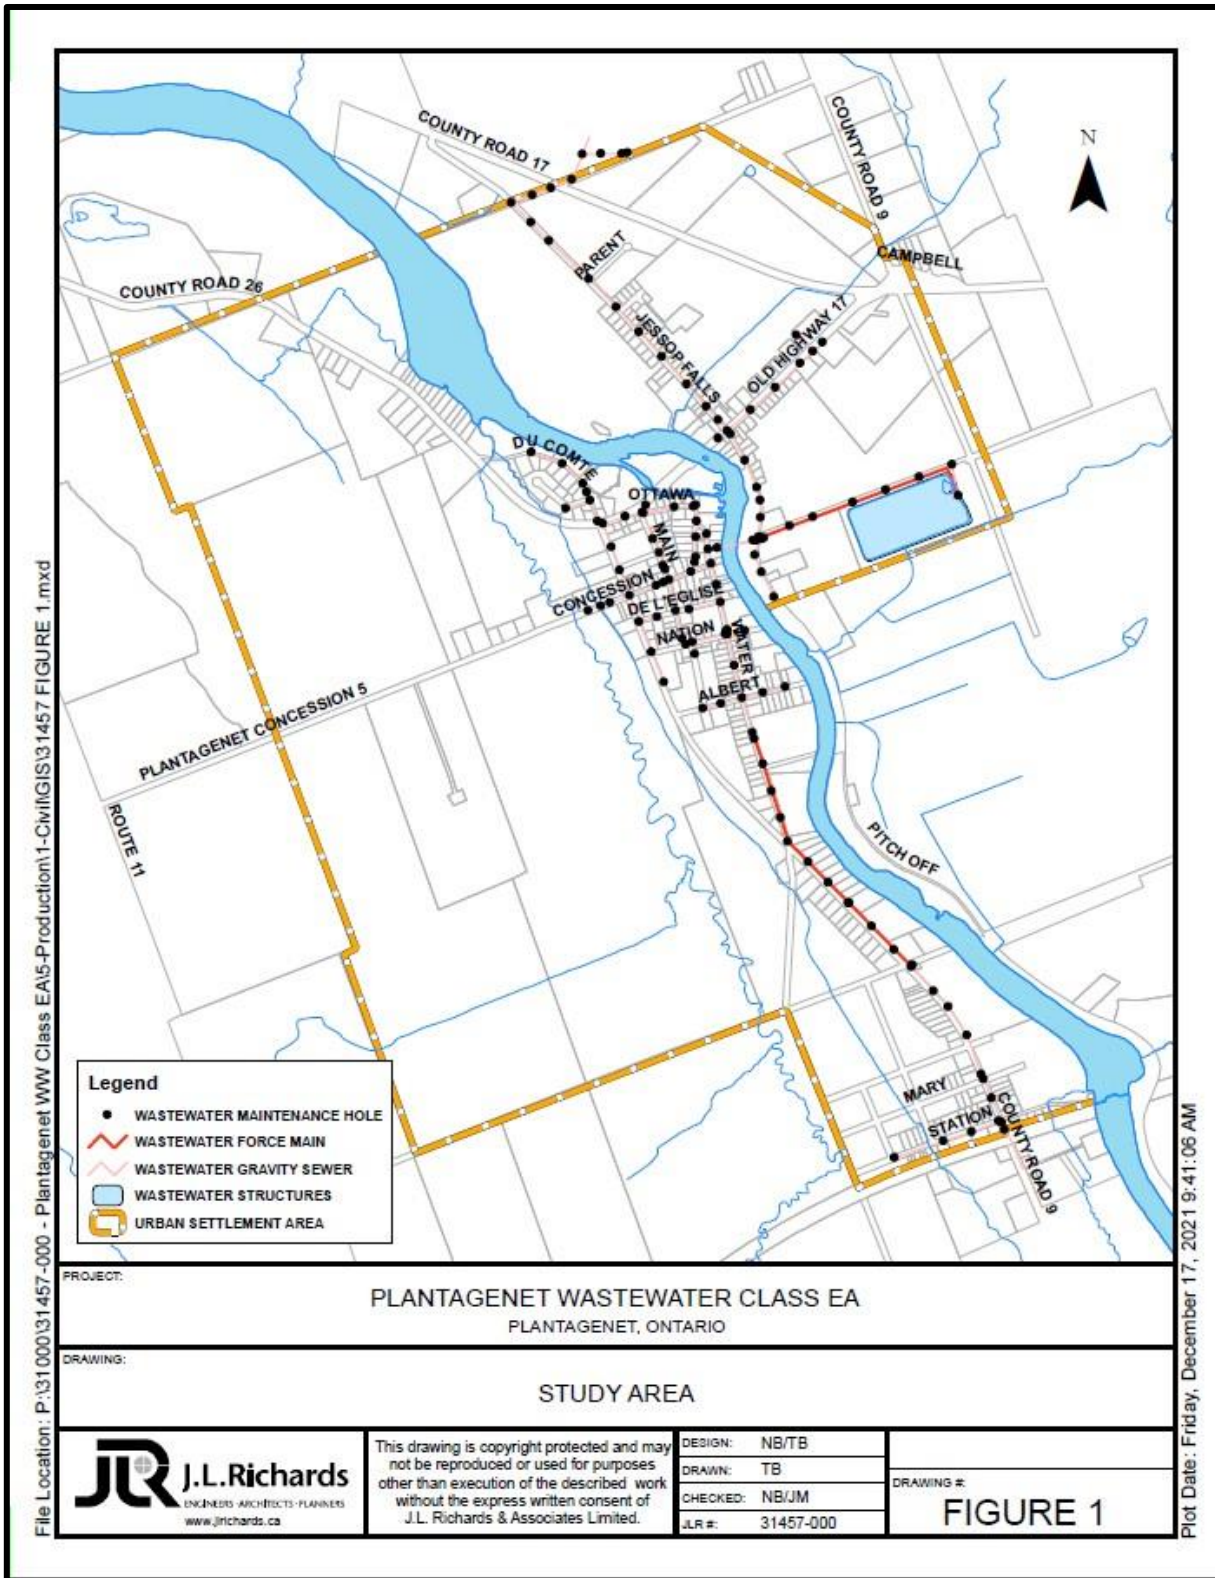 COUNTY ROAD 17
COUNTY ROAD 9
N
CAMPBELL
PARENT
COUNTY ROAD 26
JESSOP FALLS
OLD HIGHWAY 17
DU COMTE
OTTAWA
MAIN
CONCESSION
DE L'EGLISE
NATION
WATER
ALBERT
PLANTAGENET CONCESSION 5
ROUTE 11
PITCH OFF
MARY
STATION
COUNTY ROAD 9
Legend
WASTEWATER MAINTENANCE HOLE
WASTEWATER FORCE MAIN
WASTEWATER GRAVITY SEWER
WASTEWATER STRUCTURES
URBAN SETTLEMENT AREA
File Location: P:\31000\31457-000 - Plantagenet WW Class EA\5-Production\1-Civil\GIS\31457 FIGURE 1.mxd
Plot Date: Friday, December 17, 2021 9:41:06 AM
PROJECT:
PLANTAGENET WASTEWATER CLASS EA
PLANTAGENET, ONTARIO
DRAWING:
STUDY AREA
JLR
J.L.Richards
ENGINEERS·ARCHITECTS·PLANNERS
www.jlrichards.ca
This drawing is copyright protected and may
not be reproduced or used for purposes
other than execution of the described work
without the express written consent of
J.L. Richards & Associates Limited.
DESIGN: NB/TB
DRAWN: TB
CHECKED: NB/JM
JLR #: 31457-000
DRAWING #:
FIGURE 1